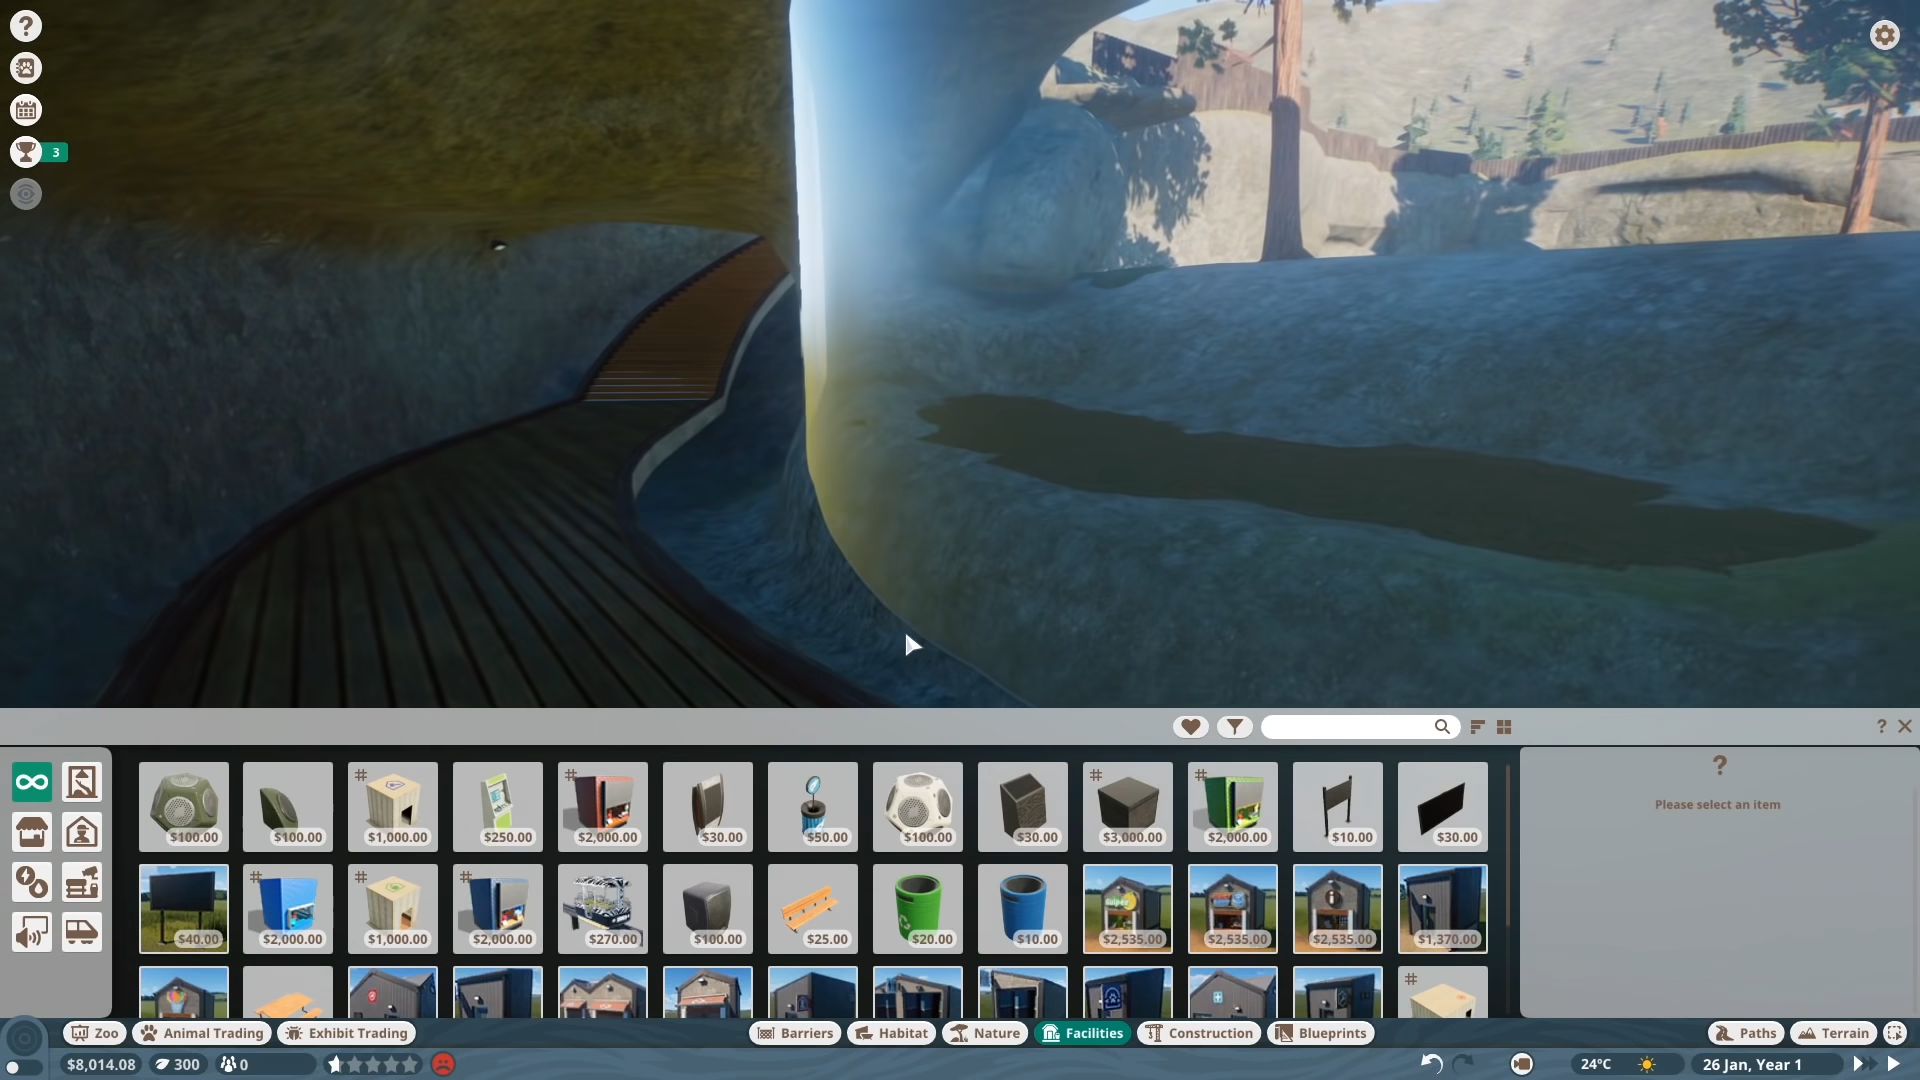 3
$100.00 $100.00 $1,000.00 $250.00 $2,000.00 $30.00 $50.00 $100.00 $30.00 $3,000.00 $2,000.00 $10.00 $30.00
Please select an item
$40.00 $2,000.00 $1,000.00 $2,000.00 $270.00 $100.00 $25.00 $20.00 $10.00 $2,535.00 $2,535.00 $2,535.00 $1,370.00
Zoo Animal Trading Exhibit Trading Barriers Habitat Nature Facilities Construction Blueprints Paths Terrain
$8,014.08 300 0 24°C 26 Jan, Year 1